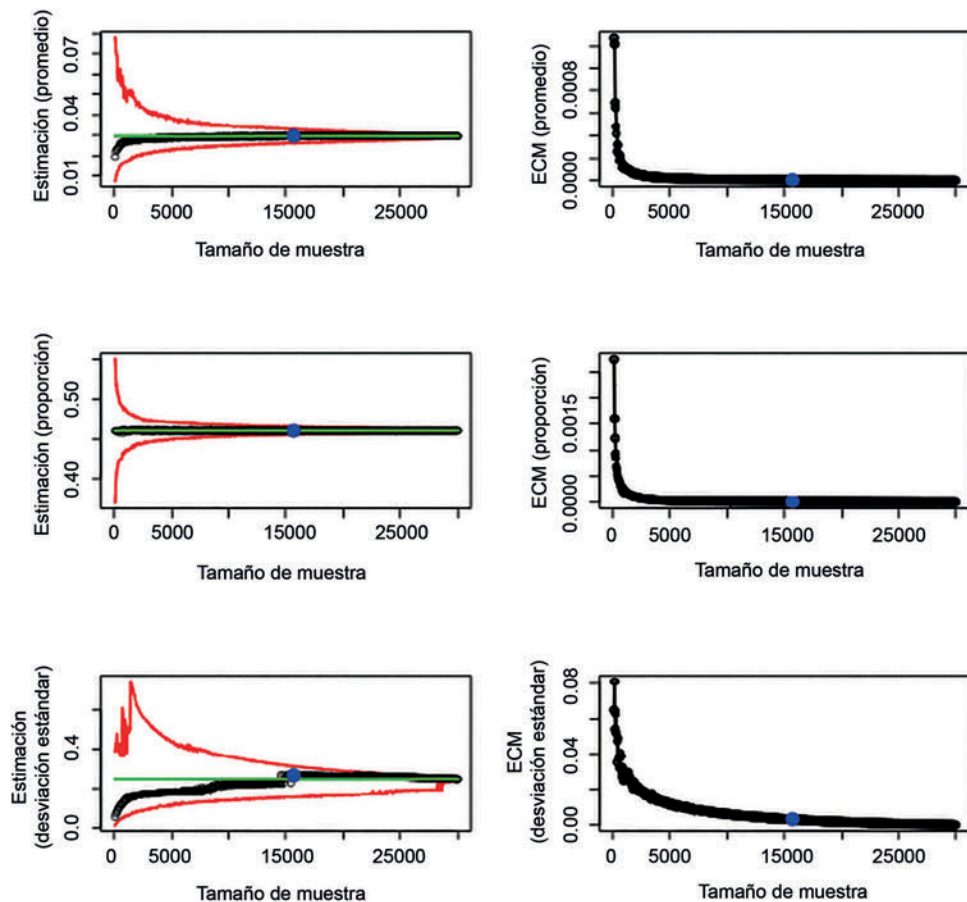 Estimación (promedio)
0.07
0.04
0.01
0 5000 15000 25000
Tamaño de muestra
ECM (promedio)
0.0008
0.0000
0 5000 15000 25000
Tamaño de muestra
Estimación (proporción)
0.50
0.40
0 5000 15000 25000
Tamaño de muestra
ECM (proporción)
0.0015
0.0000
0 5000 15000 25000
Tamaño de muestra
Estimación
(desviación estándar)
0.4
0.0
0 5000 15000 25000
Tamaño de muestra
ECM
(desviación estándar)
0.08
0.04
0.00
0 5000 15000 25000
Tamaño de muestra